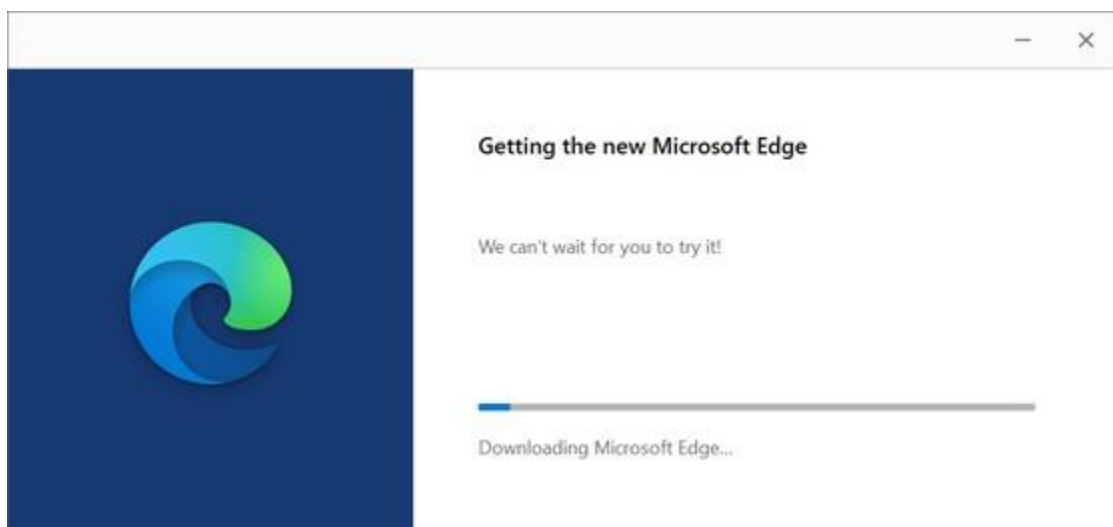 Getting the new Microsoft Edge
We can't wait for you to try it!
Downloading Microsoft Edge...